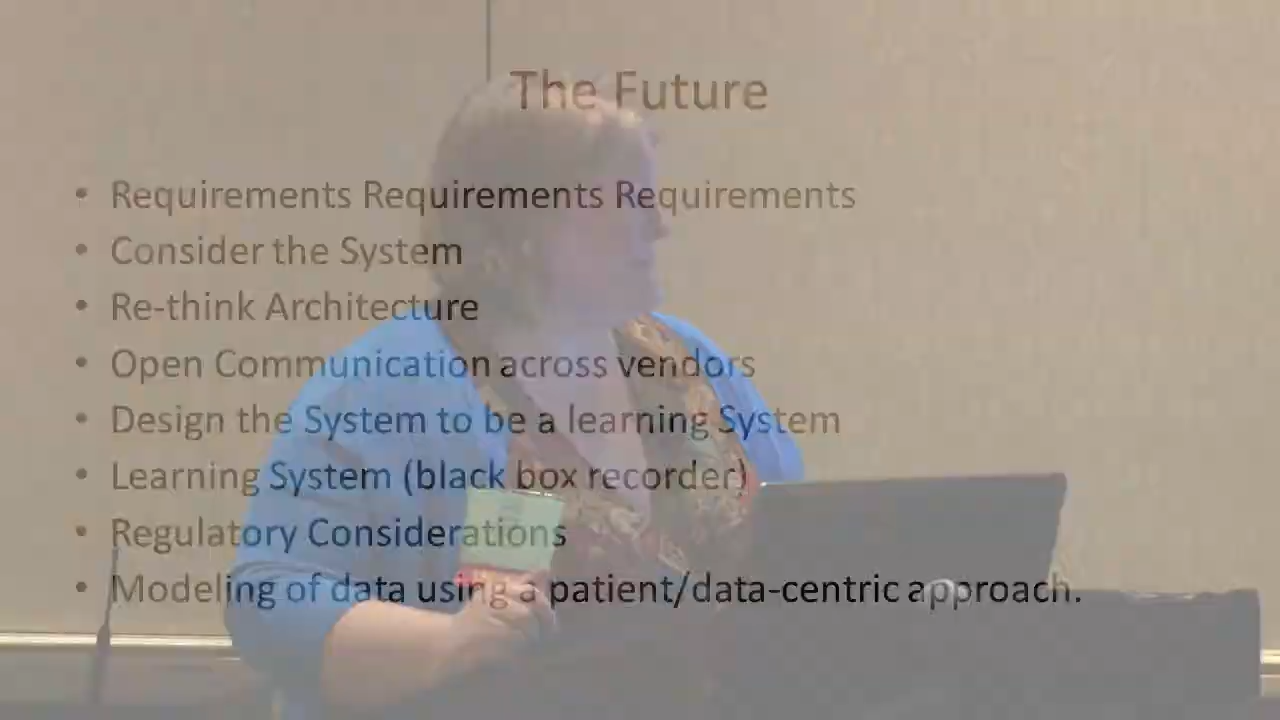 The Future
• Requirements Requirements Requirements
• Consider the System
• Re-think Architecture
• Open Communication across vendors
• Design the System to be a learning System
• Learning System (black box recorder)
• Regulatory Considerations
• Modeling of data using a patient/data-centric approach.